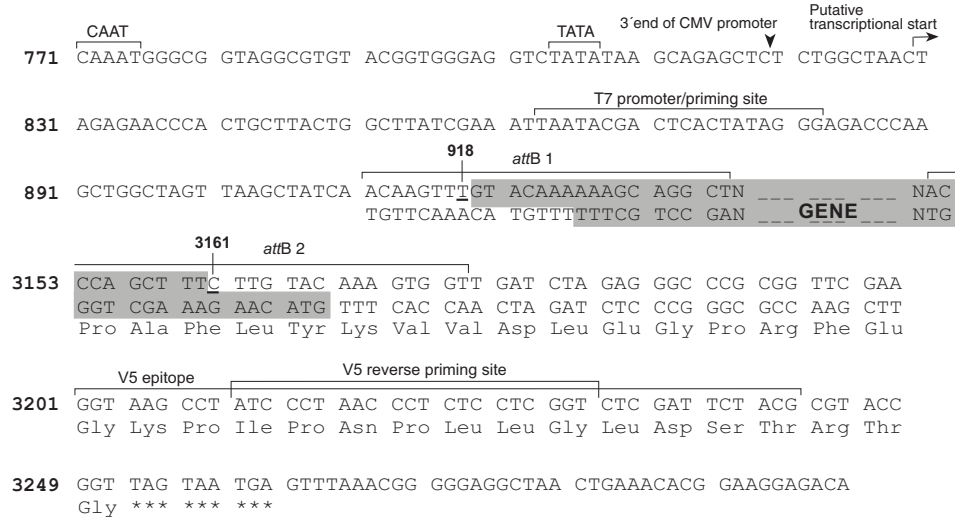 CAAT TATA 3´end of CMV promoter Putative transcriptional start
771 CAAATGGGCG GTAGGCGTGT ACGGTGGGAG GTCTATATAA GCAGAGCTCT CTGGCTAACT
T7 promoter/priming site
831 AGAGAACCCA CTGCTTACTG GCTTATCGAA ATTAATACGA CTCACTATAG GGAGACCCAA
918 attB 1
891 GCTGGCTAGT TAAGCTATCA ACAAGTTTGT ACAAAAAAGC AGGCTN NAC
TGTTCAAACA TGTTTTTTCG TCCGAN ___ ___ GENE ___ ___ NTG
3161 attB 2
3153 CCA GCT TTC TTG TAC AAA GTG GTT GAT CTA GAG GGC CCG CGG TTC GAA
GGT CGA AAG AAC ATG TTT CAC CAA CTA GAT CTC CCG GGC GCC AAG CTT
Pro Ala Phe Leu Tyr Lys Val Val Asp Leu Glu Gly Pro Arg Phe Glu
V5 epitope V5 reverse priming site
3201 GGT AAG CCT ATC CCT AAC CCT CTC CTC GGT CTC GAT TCT ACG CGT ACC
Gly Lys Pro Ile Pro Asn Pro Leu Leu Gly Leu Asp Ser Thr Arg Thr
3249 GGT TAG TAA TGA GTTTAAACGG GGGAGGCTAA CTGAAACACG GAAGGAGACA
Gly *** *** ***